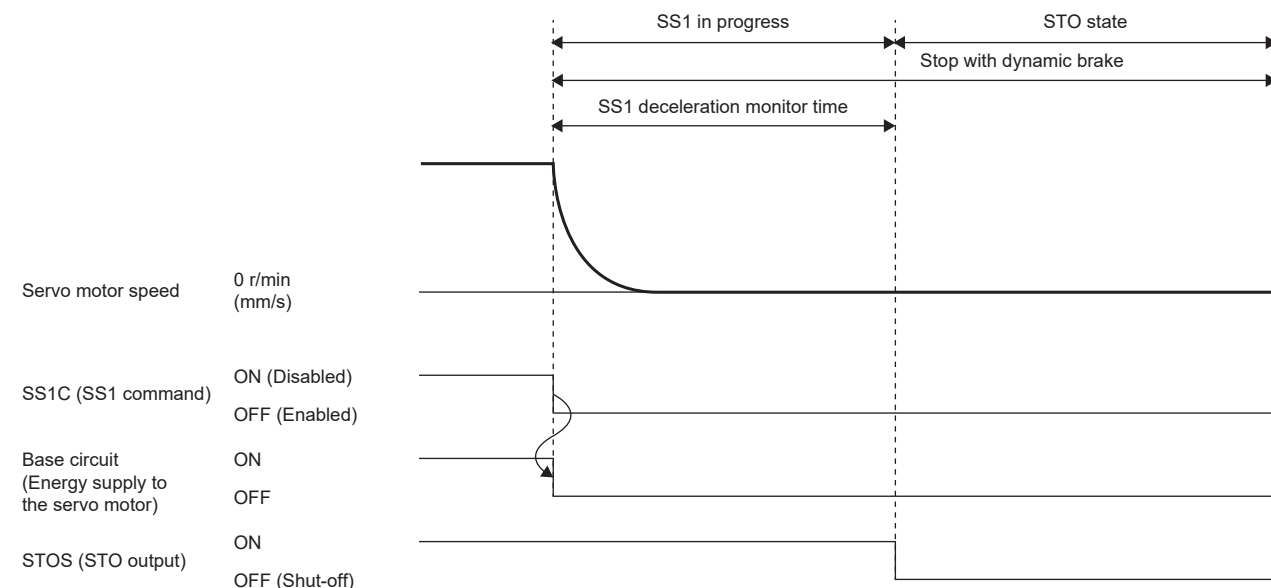 SS1 in progress
STO state
Stop with dynamic brake
SS1 deceleration monitor time
Servo motor speed
0 r/min
(mm/s)
SS1C (SS1 command)
ON (Disabled)
OFF (Enabled)
Base circuit
(Energy supply to
the servo motor)
ON
OFF
STOS (STO output)
ON
OFF (Shut-off)